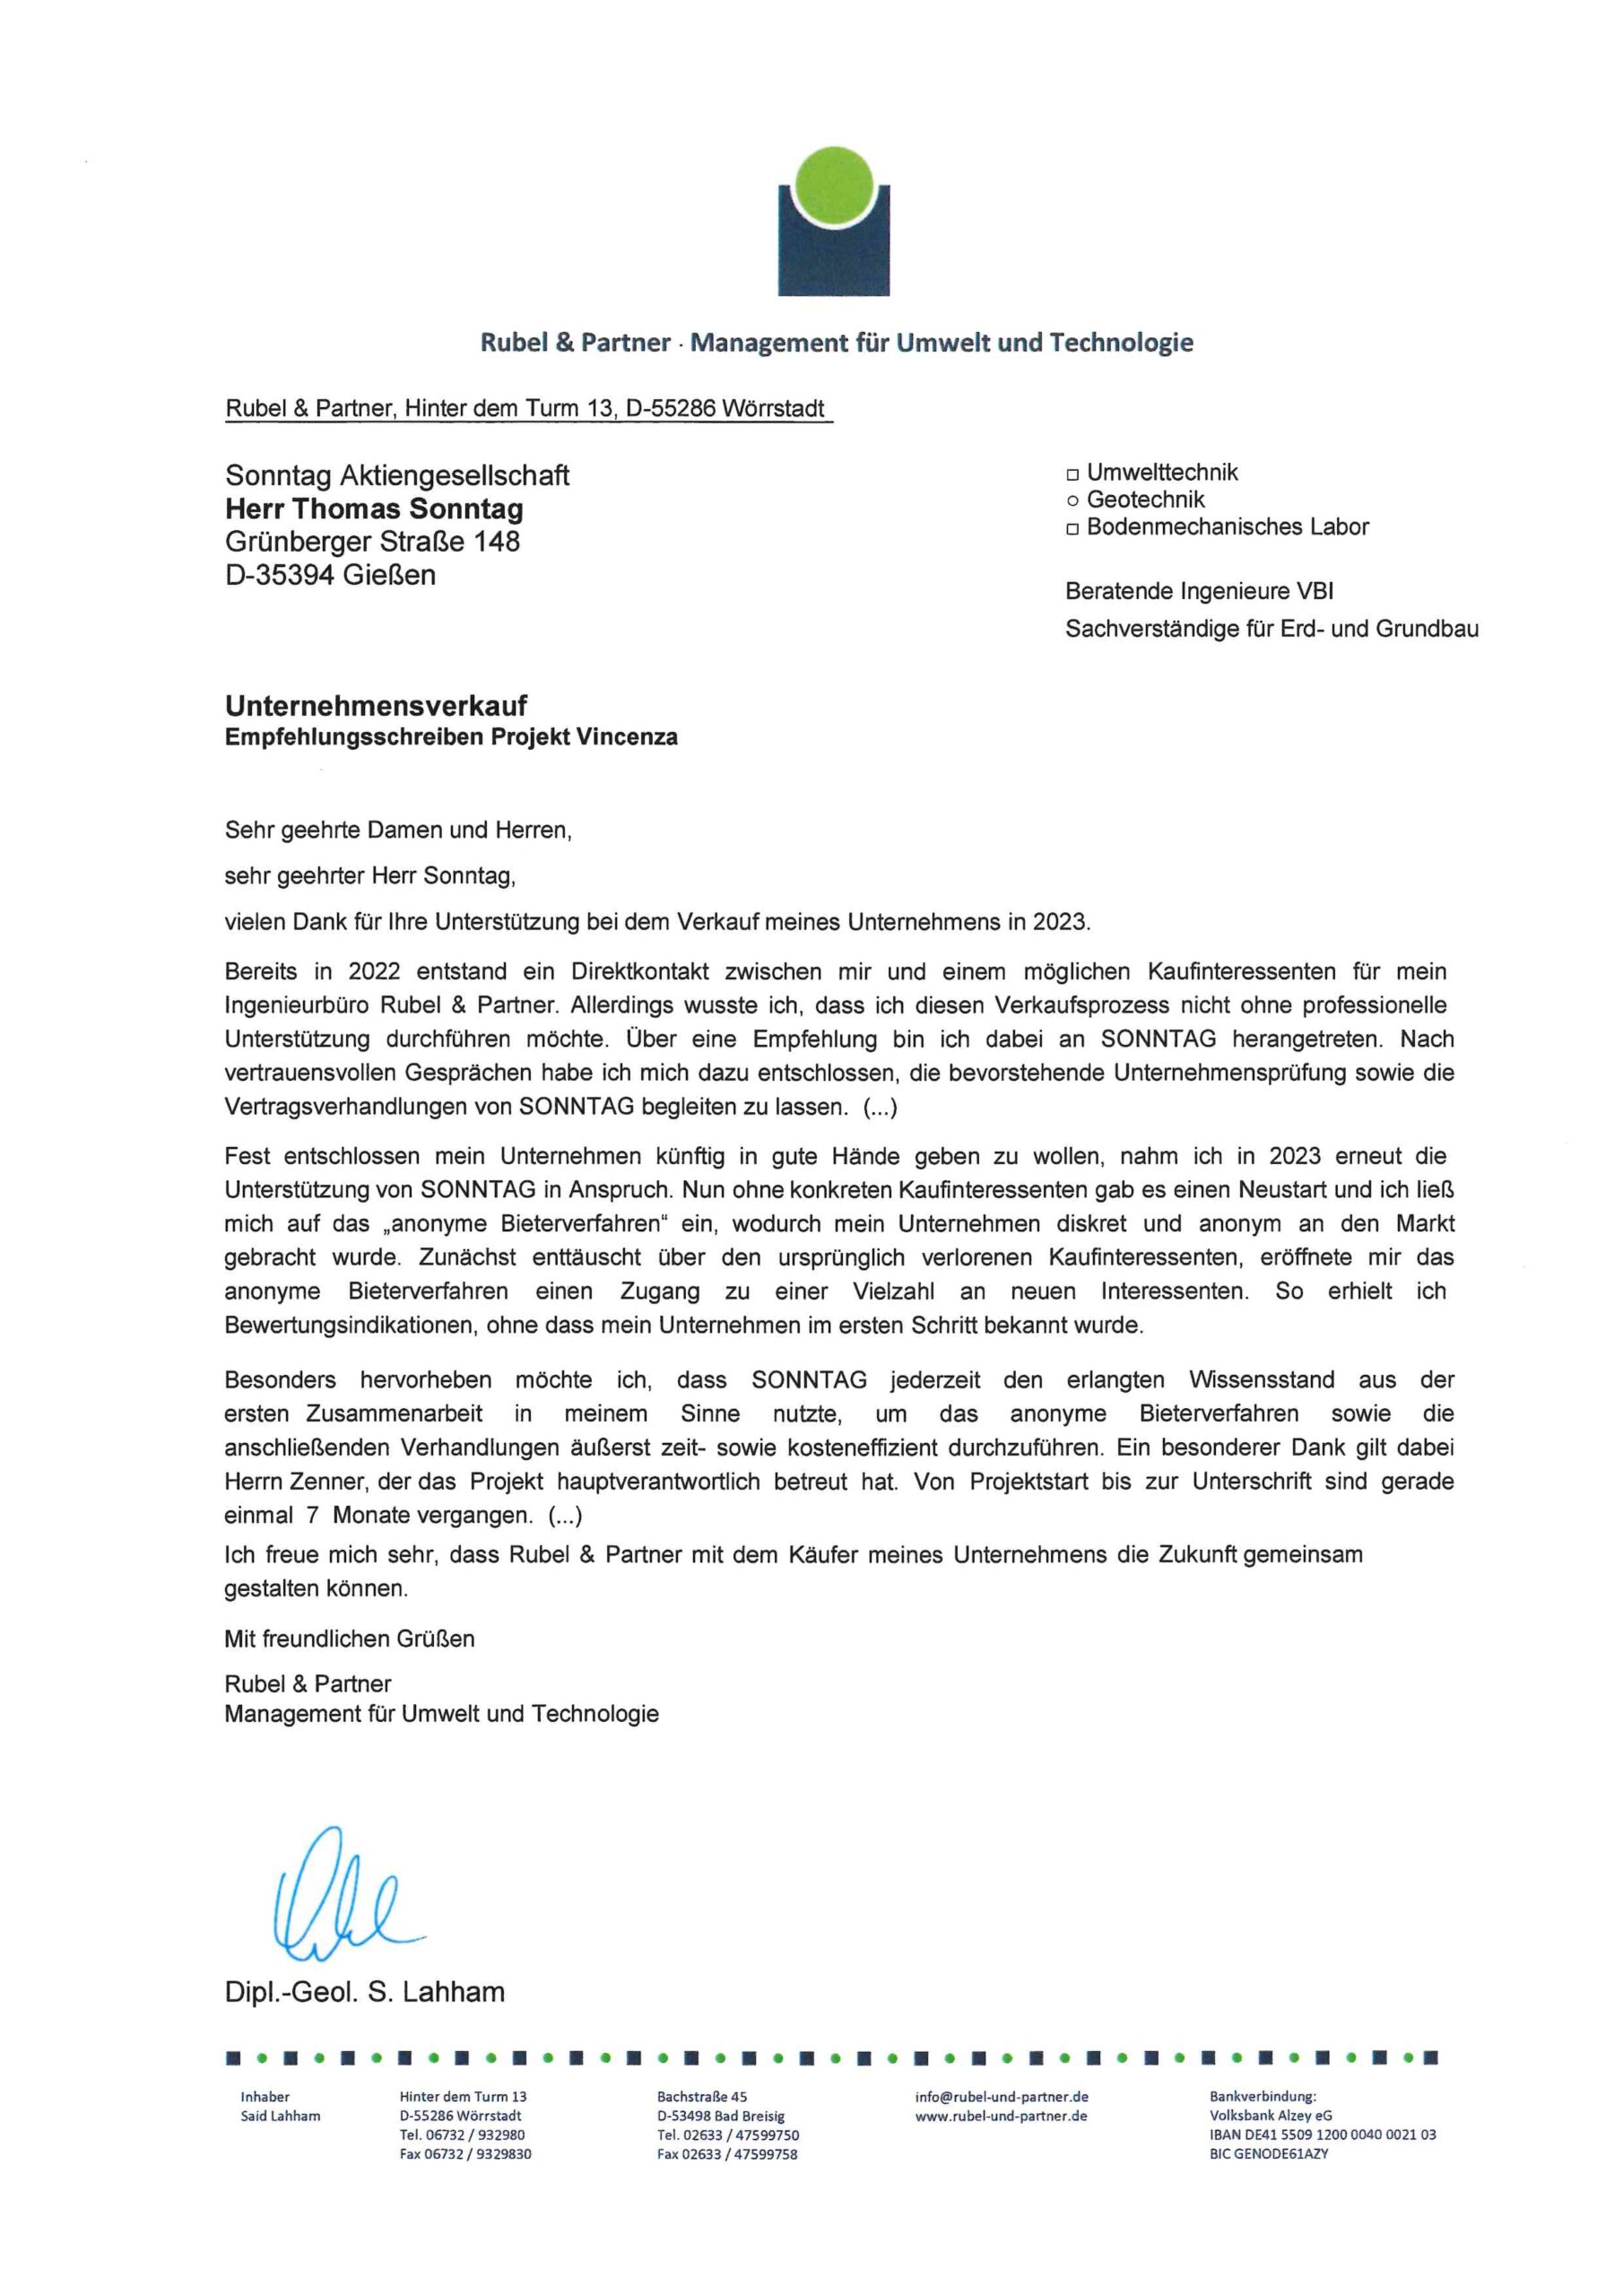 Rubel & Partner · Management für Umwelt und Technologie
Rubel & Partner, Hinter dem Turm 13, D-55286 Wörrstadt
Sonntag Aktiengesellschaft
Herr Thomas Sonntag
Grünberger Straße 148
D-35394 Gießen
□ Umwelttechnik
○ Geotechnik
□ Bodenmechanisches Labor
Beratende Ingenieure VBI
Sachverständige für Erd- und Grundbau
Unternehmensverkauf
Empfehlungsschreiben Projekt Vincenza
Sehr geehrte Damen und Herren,
sehr geehrter Herr Sonntag,
vielen Dank für Ihre Unterstützung bei dem Verkauf meines Unternehmens in 2023.
Bereits in 2022 entstand ein Direktkontakt zwischen mir und einem möglichen Kaufinteressenten für mein
Ingenieurbüro Rubel & Partner. Allerdings wusste ich, dass ich diesen Verkaufsprozess nicht ohne professionelle
Unterstützung durchführen möchte. Über eine Empfehlung bin ich dabei an SONNTAG herangetreten. Nach
vertrauensvollen Gesprächen habe ich mich dazu entschlossen, die bevorstehende Unternehmensprüfung sowie die
Vertragsverhandlungen von SONNTAG begleiten zu lassen. (...)
Fest entschlossen mein Unternehmen künftig in gute Hände geben zu wollen, nahm ich in 2023 erneut die
Unterstützung von SONNTAG in Anspruch. Nun ohne konkreten Kaufinteressenten gab es einen Neustart und ich ließ
mich auf das „anonyme Bieterverfahren“ ein, wodurch mein Unternehmen diskret und anonym an den Markt
gebracht wurde. Zunächst enttäuscht über den ursprünglich verlorenen Kaufinteressenten, eröffnete mir das
anonyme Bieterverfahren einen Zugang zu einer Vielzahl an neuen Interessenten. So erhielt ich
Bewertungsindikationen, ohne dass mein Unternehmen im ersten Schritt bekannt wurde.
Besonders hervorheben möchte ich, dass SONNTAG jederzeit den erlangten Wissensstand aus der
ersten Zusammenarbeit in meinem Sinne nutzte, um das anonyme Bieterverfahren sowie die
anschließenden Verhandlungen äußerst zeit- sowie kosteneffizient durchzuführen. Ein besonderer Dank gilt dabei
Herrn Zenner, der das Projekt hauptverantwortlich betreut hat. Von Projektstart bis zur Unterschrift sind gerade
einmal 7 Monate vergangen. (...)
Ich freue mich sehr, dass Rubel & Partner mit dem Käufer meines Unternehmens die Zukunft gemeinsam
gestalten können.
Mit freundlichen Grüßen
Rubel & Partner
Management für Umwelt und Technologie
Dipl.-Geol. S. Lahham
Inhaber
Said Lahham
Hinter dem Turm 13
D-55286 Wörrstadt
Tel. 06732 / 932980
Fax 06732 / 9329830
Bachstraße 45
D-53498 Bad Breisig
Tel. 02633 / 47599750
Fax 02633 / 47599758
info@rubel-und-partner.de
www.rubel-und-partner.de
Bankverbindung:
Volksbank Alzey eG
IBAN DE41 5509 1200 0040 0021 03
BIC GENODE61AZY